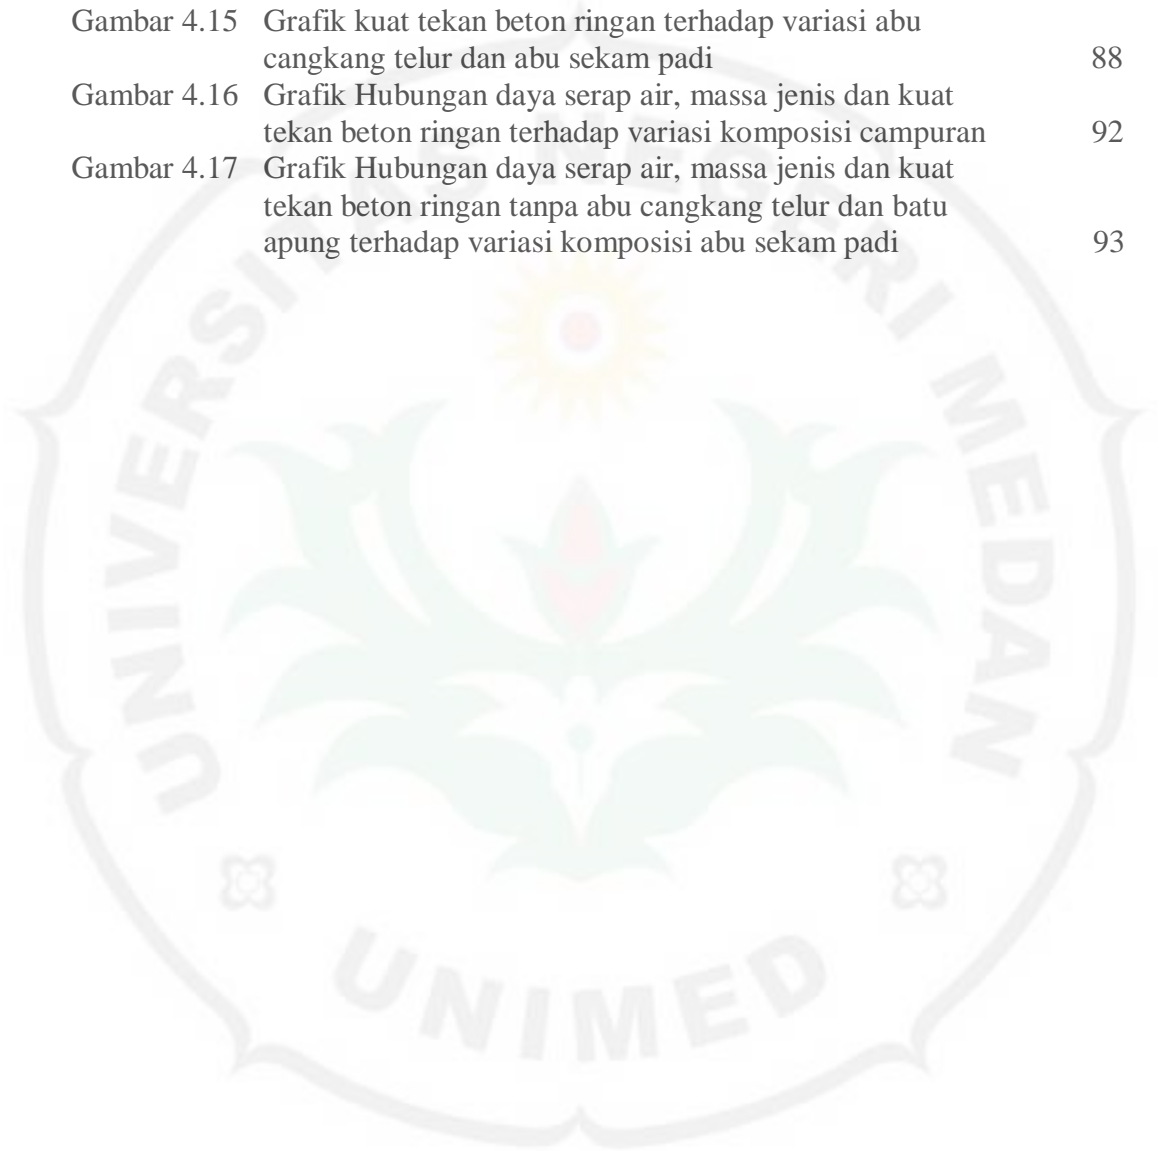 Gambar 4.15 Grafik kuat tekan beton ringan terhadap variasi abu
cangkang telur dan abu sekam padi 88
Gambar 4.16 Grafik Hubungan daya serap air, massa jenis dan kuat
tekan beton ringan terhadap variasi komposisi campuran 92
Gambar 4.17 Grafik Hubungan daya serap air, massa jenis dan kuat
tekan beton ringan tanpa abu cangkang telur dan batu
apung terhadap variasi komposisi abu sekam padi 93
UNIVERSITAS NEGERI MEDAN
UNIMED